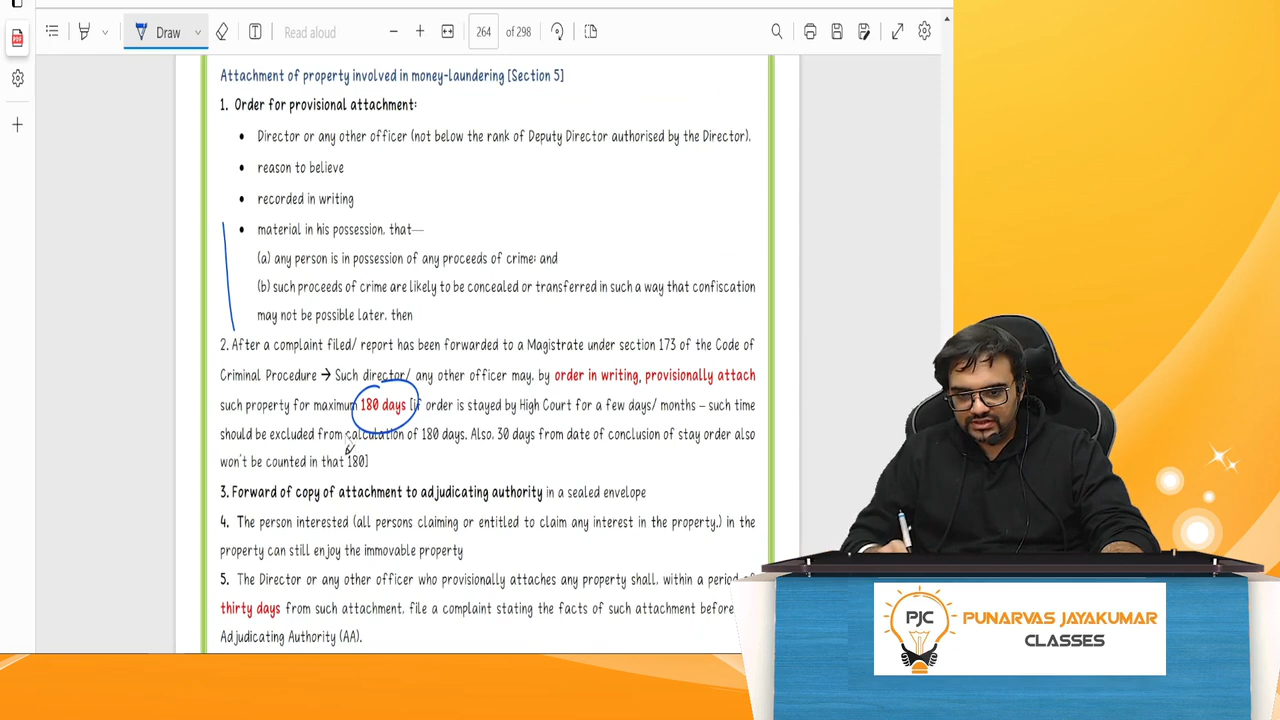 Draw
Read aloud
264 of 298
Attachment of property involved in money-laundering [Section 5]
1. Order for provisional attachment:
• Director or any other officer (not below the rank of Deputy Director authorised by the Director).
• reason to believe
• recorded in writing
• material in his possession, that—
(a) any person is in possession of any proceeds of crime; and
(b) such proceeds of crime are likely to be concealed or transferred in such a way that confiscation
may not be possible later, then
2. After a complaint filed/ report has been forwarded to a Magistrate under section 173 of the Code of
Criminal Procedure → Such director/ any other officer may, by order in writing, provisionally attach
such property for maximum 180 days [if order is stayed by High Court for a few days/ months – such time
should be excluded from calculation of 180 days. Also, 30 days from date of conclusion of stay order also
won't be counted in that 180]
3. Forward of copy of attachment to adjudicating authority in a sealed envelope
4. The person interested (all persons claiming or entitled to claim any interest in the property.) in the
property can still enjoy the immovable property
5. The Director or any other officer who provisionally attaches any property shall, within a period of
thirty days from such attachment, file a complaint stating the facts of such attachment before
Adjudicating Authority (AA).
PJC
PUNARVAS JAYAKUMAR
CLASSES